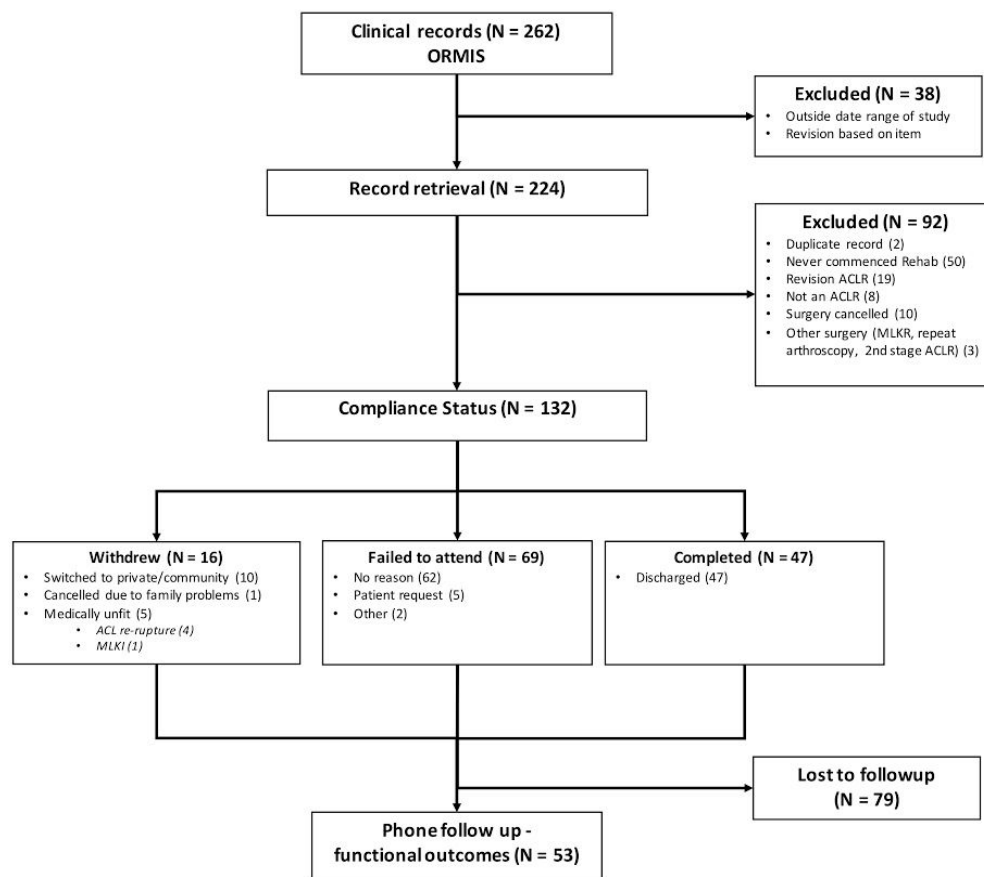 Clinical records (N = 262)
ORMIS
Excluded (N = 38)
• Outside date range of study
• Revision based on item
Record retrieval (N = 224)
Excluded (N = 92)
• Duplicate record (2)
• Never commenced Rehab (50)
• Revision ACLR (19)
• Not an ACLR (8)
• Surgery cancelled (10)
• Other surgery (MLKR, repeat
arthroscopy, 2nd stage ACLR) (3)
Compliance Status (N = 132)
Withdrew (N = 16)
• Switched to private/community (10)
• Cancelled due to family problems (1)
• Medically unfit (5)
• ACL re-rupture (4)
• MLKI (1)
Failed to attend (N = 69)
• No reason (62)
• Patient request (5)
• Other (2)
Completed (N = 47)
• Discharged (47)
Lost to followup
(N = 79)
Phone follow up -
functional outcomes (N = 53)